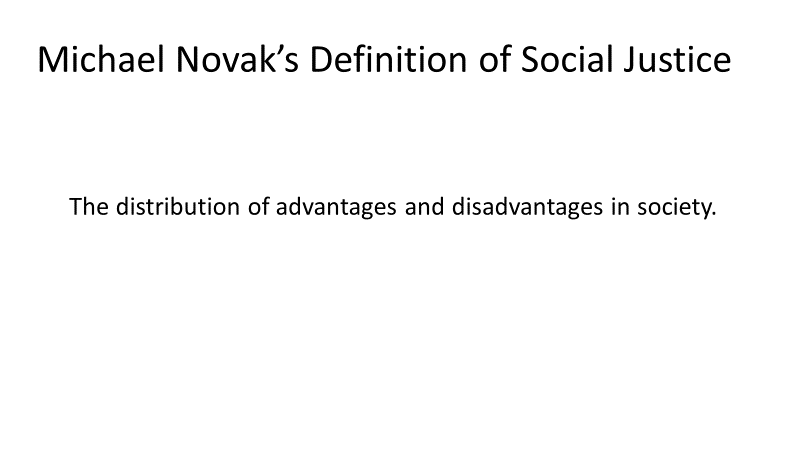 Michael Novak’s Definition of Social Justice
The distribution of advantages and disadvantages in society.